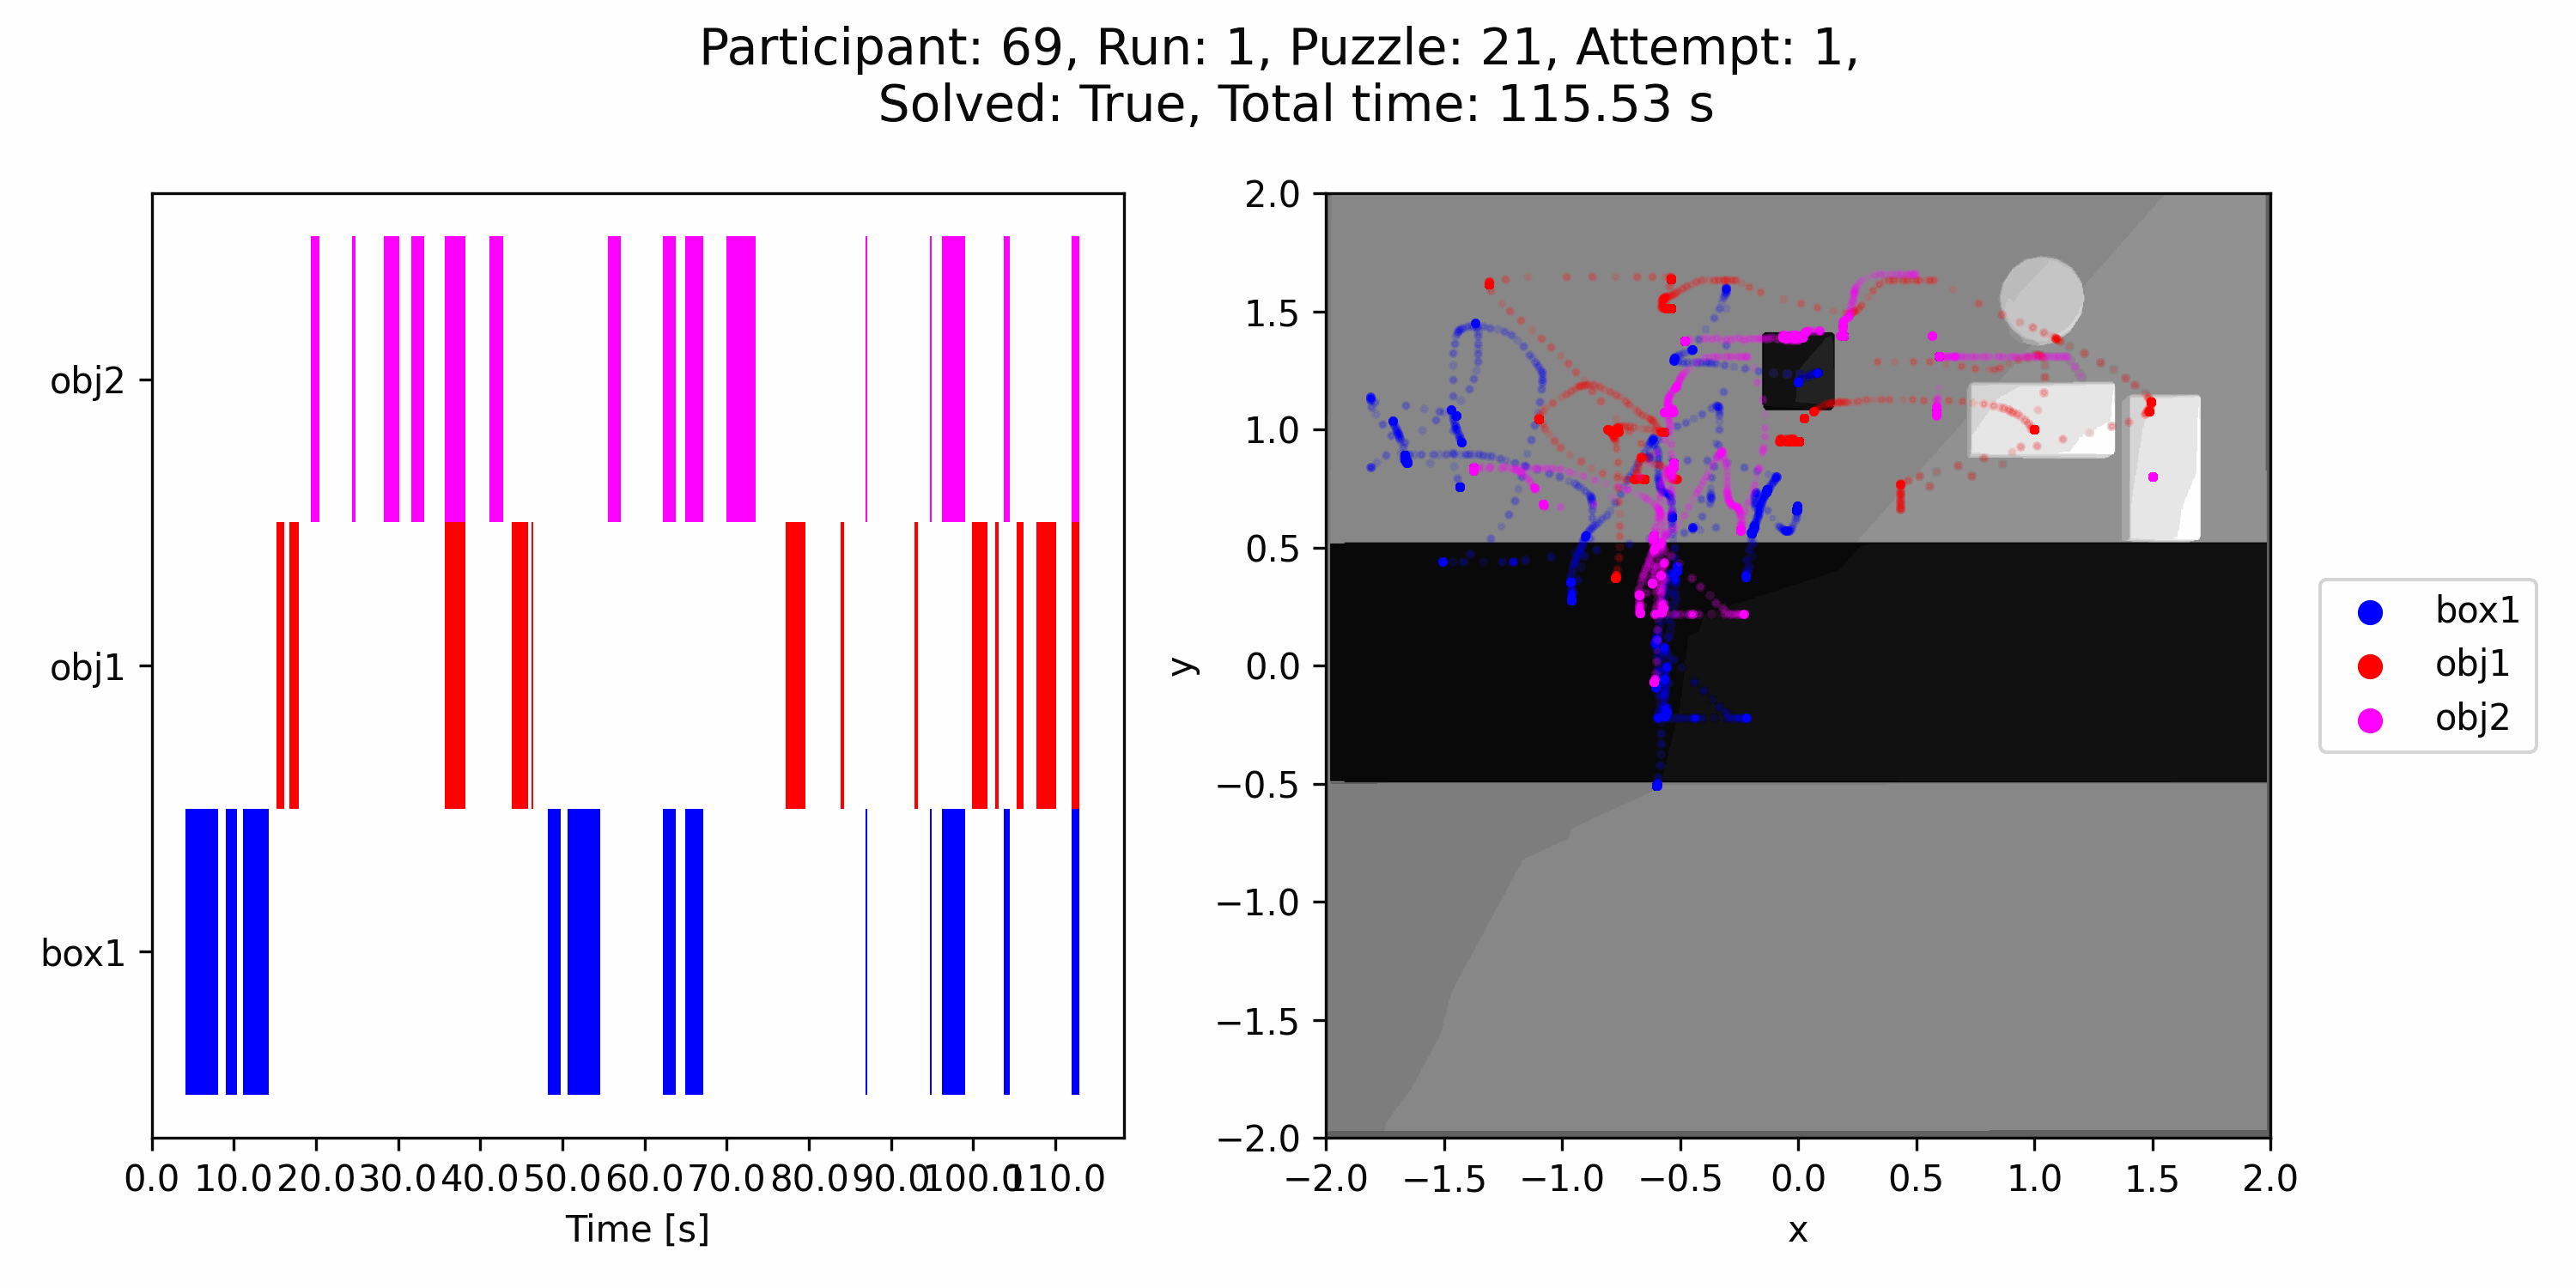 Participant: 69, Run: 1, Puzzle: 21, Attempt: 1,
Solved: True, Total time: 115.53 s
obj2
obj1
box1
0.0 10.0 20.0 30.0 40.0 50.0 60.0 70.0 80.0 90.0 100.0 110.0
Time [s]
2.0
1.5
1.0
0.5
0.0
−0.5
−1.0
−1.5
−2.0
y
−2.0 −1.5 −1.0 −0.5 0.0 0.5 1.0 1.5 2.0
x
box1
obj1
obj2